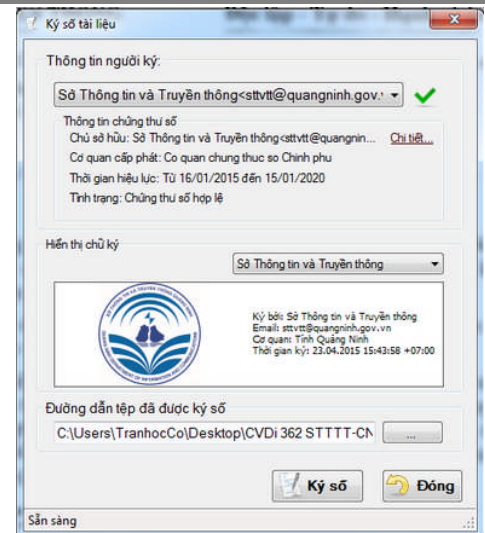 Ký số tài liệu
Thông tin người ký:
Sở Thông tin và Truyền thông<sttvtt@quangninh.gov.
Thông tin chứng thư số
Chủ sở hữu: Sở Thông tin và Truyền thông<sttvtt@quangnin... Chi tiết...
Cơ quan cấp phát: Co quan chung thuc so Chinh phu
Thời gian hiệu lực: Từ 16/01/2015 đến 15/01/2020
Tình trạng: Chứng thư số hợp lệ
Hiển thị chữ ký
Sở Thông tin và Truyền thông
Ký bởi: Sở Thông tin và Truyền thông
Email: sttvtt@quangninh.gov.vn
Cơ quan: Tỉnh Quảng Ninh
Thời gian ký: 23.04.2015 15:43:58 +07:00
Đường dẫn tệp đã được ký số
C:\Users\TranhocCo\Desktop\CVDi 362 STTTT-CN ...
Ký số Đóng
Sẵn sàng